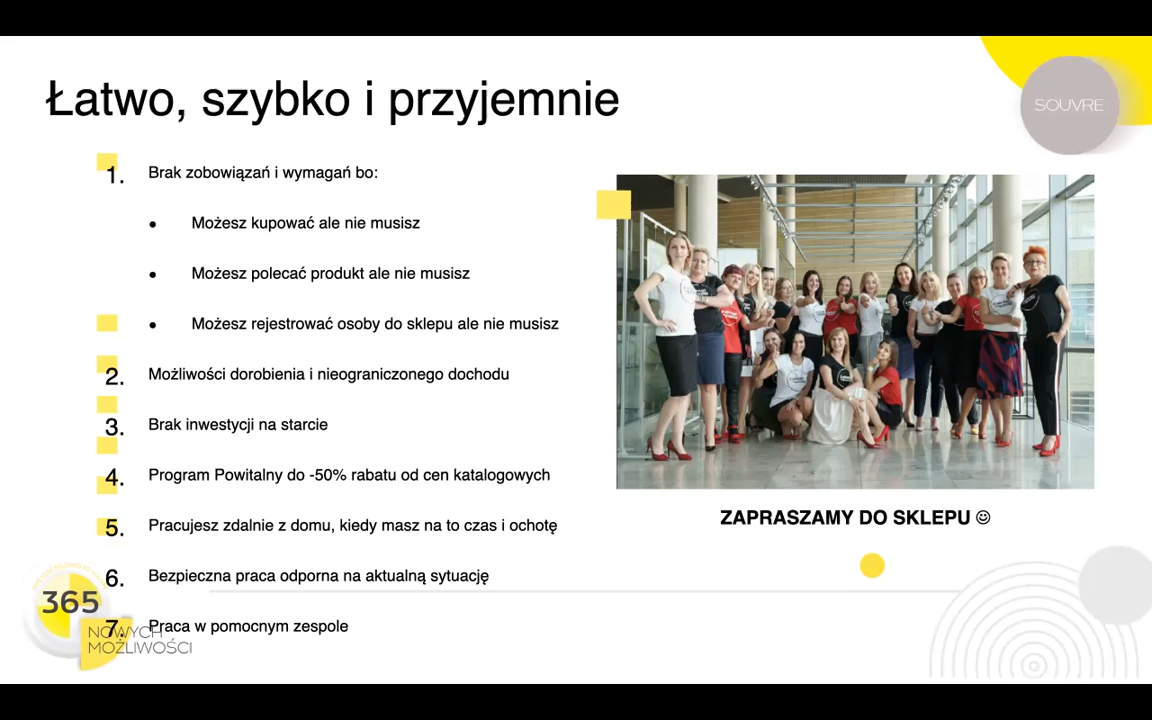 Łatwo, szybko i przyjemnie
SOUVRE
1. Brak zobowiązań i wymagań bo:
• Możesz kupować ale nie musisz
• Możesz polecać produkt ale nie musisz
• Możesz rejestrować osoby do sklepu ale nie musisz
2. Możliwości dorobienia i nieograniczonego dochodu
3. Brak inwestycji na starcie
4. Program Powitalny do -50% rabatu od cen katalogowych
5. Pracujesz zdalnie z domu, kiedy masz na to czas i ochotę
6. Bezpieczna praca odporna na aktualną sytuację
7. Praca w pomocnym zespole
ZAPRASZAMY DO SKLEPU ☺
365
NOWYCH
MOŻLIWOŚCI